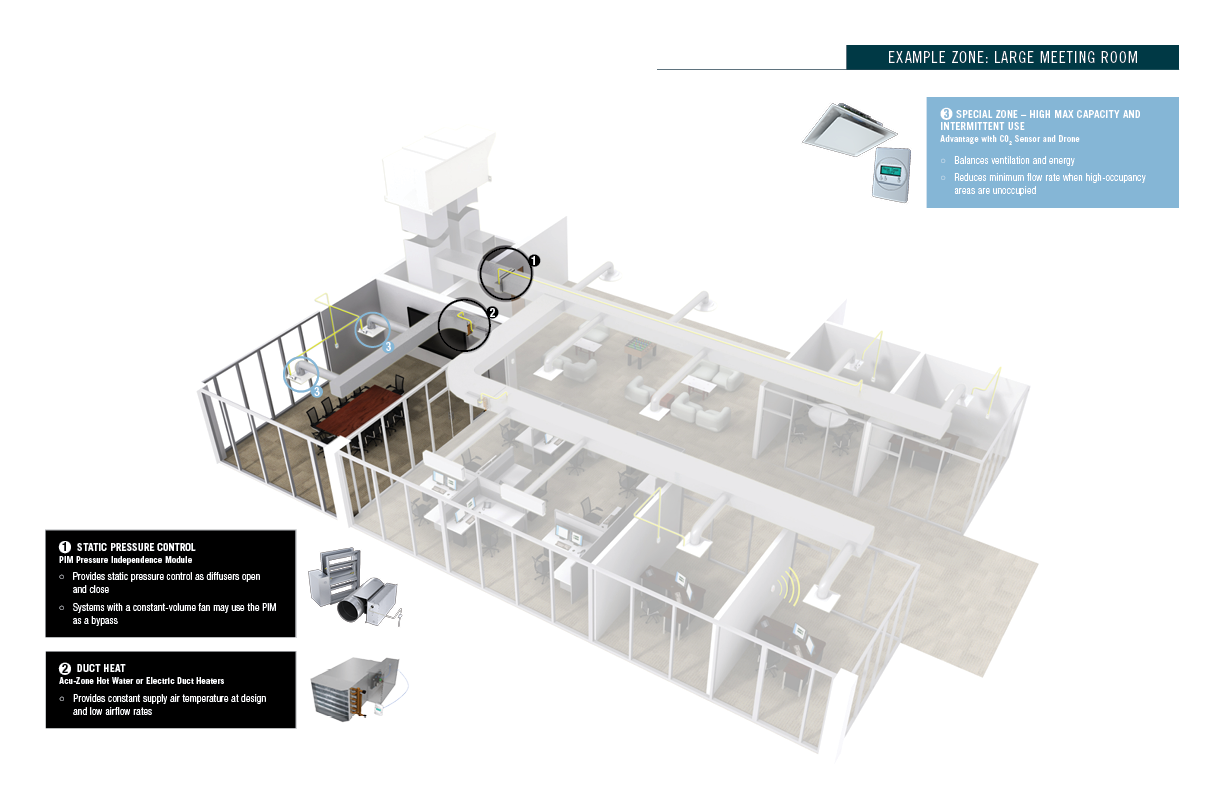 EXAMPLE ZONE: LARGE MEETING ROOM
3 SPECIAL ZONE – HIGH MAX CAPACITY AND
INTERMITTENT USE
Advantage with CO2 Sensor and Drone
○ Balances ventilation and energy
○ Reduces minimum flow rate when high-occupancy
areas are unoccupied
1
2
3
3
1 STATIC PRESSURE CONTROL
PIM Pressure Independence Module
○ Provides static pressure control as diffusers open
and close
○ Systems with a constant-volume fan may use the PIM
as a bypass
2 DUCT HEAT
Acu-Zone Hot Water or Electric Duct Heaters
○ Provides constant supply air temperature at design
and low airflow rates